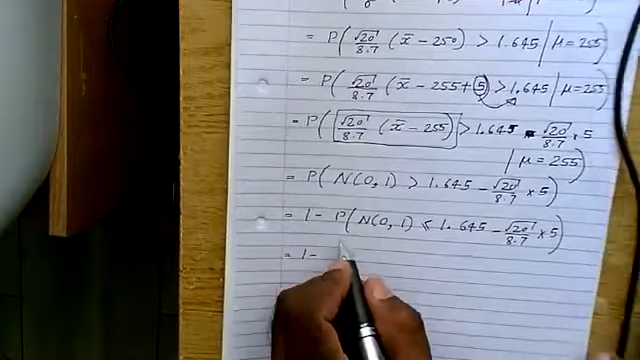 = P( √20/8.7 (x̄ - 250) > 1.645 | μ = 255)
= P( √20/8.7 (x̄ - 255 + 5) > 1.645 | μ = 255)
= P( √20/8.7 (x̄ - 255) > 1.645 - √20/8.7 × 5
| μ = 255)
= P( N(0,1) > 1.645 - √20/8.7 × 5)
= 1 - P( N(0,1) ≤ 1.645 - √20/8.7 × 5)
= 1 -